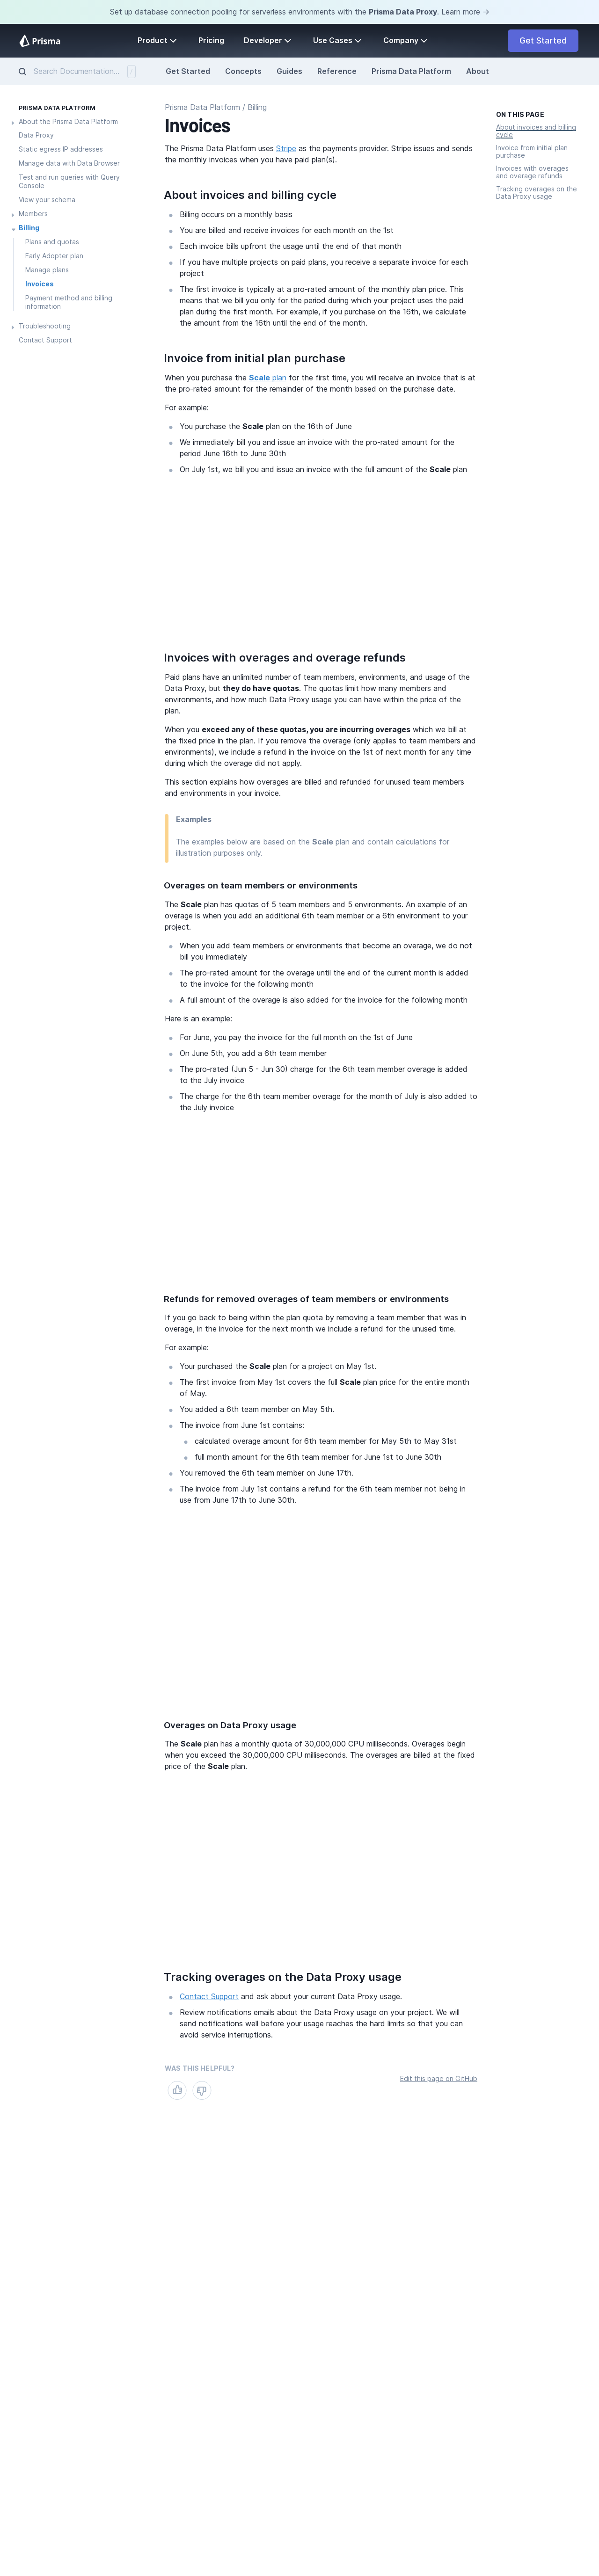 Set up database connection pooling for serverless environments with the Prisma Data Proxy. Learn more →
Prisma
Product
Pricing
Developer
Use Cases
Company
Get Started
Search Documentation...
/
Get Started
Concepts
Guides
Reference
Prisma Data Platform
About
PRISMA DATA PLATFORM
About the Prisma Data Platform
Data Proxy
Static egress IP addresses
Manage data with Data Browser
Test and run queries with Query
Console
View your schema
Members
Billing
Plans and quotas
Early Adopter plan
Manage plans
Invoices
Payment method and billing
information
Troubleshooting
Contact Support
Prisma Data Platform / Billing
Invoices
The Prisma Data Platform uses Stripe as the payments provider. Stripe issues and sends
the monthly invoices when you have paid plan(s).
About invoices and billing cycle
Billing occurs on a monthly basis
You are billed and receive invoices for each month on the 1st
Each invoice bills upfront the usage until the end of that month
If you have multiple projects on paid plans, you receive a separate invoice for each
project
The first invoice is typically at a pro-rated amount of the monthly plan price. This
means that we bill you only for the period during which your project uses the paid
plan during the first month. For example, if you purchase on the 16th, we calculate
the amount from the 16th until the end of the month.
Invoice from initial plan purchase
When you purchase the Scale plan for the first time, you will receive an invoice that is at
the pro-rated amount for the remainder of the month based on the purchase date.
For example:
You purchase the Scale plan on the 16th of June
We immediately bill you and issue an invoice with the pro-rated amount for the
period June 16th to June 30th
On July 1st, we bill you and issue an invoice with the full amount of the Scale plan
Invoices with overages and overage refunds
Paid plans have an unlimited number of team members, environments, and usage of the
Data Proxy, but they do have quotas. The quotas limit how many members and
environments, and how much Data Proxy usage you can have within the price of the
plan.
When you exceed any of these quotas, you are incurring overages which we bill at
the fixed price in the plan. If you remove the overage (only applies to team members and
environments), we include a refund in the invoice on the 1st of next month for any time
during which the overage did not apply.
This section explains how overages are billed and refunded for unused team members
and environments in your invoice.
Examples
The examples below are based on the Scale plan and contain calculations for
illustration purposes only.
Overages on team members or environments
The Scale plan has quotas of 5 team members and 5 environments. An example of an
overage is when you add an additional 6th team member or a 6th environment to your
project.
When you add team members or environments that become an overage, we do not
bill you immediately
The pro-rated amount for the overage until the end of the current month is added
to the invoice for the following month
A full amount of the overage is also added for the invoice for the following month
Here is an example:
For June, you pay the invoice for the full month on the 1st of June
On June 5th, you add a 6th team member
The pro-rated (Jun 5 - Jun 30) charge for the 6th team member overage is added
to the July invoice
The charge for the 6th team member overage for the month of July is also added to
the July invoice
Refunds for removed overages of team members or environments
If you go back to being within the plan quota by removing a team member that was in
overage, in the invoice for the next month we include a refund for the unused time.
For example:
Your purchased the Scale plan for a project on May 1st.
The first invoice from May 1st covers the full Scale plan price for the entire month
of May.
You added a 6th team member on May 5th.
The invoice from June 1st contains:
calculated overage amount for 6th team member for May 5th to May 31st
full month amount for the 6th team member for June 1st to June 30th
You removed the 6th team member on June 17th.
The invoice from July 1st contains a refund for the 6th team member not being in
use from June 17th to June 30th.
Overages on Data Proxy usage
The Scale plan has a monthly quota of 30,000,000 CPU milliseconds. Overages begin
when you exceed the 30,000,000 CPU milliseconds. The overages are billed at the fixed
price of the Scale plan.
Tracking overages on the Data Proxy usage
Contact Support and ask about your current Data Proxy usage.
Review notifications emails about the Data Proxy usage on your project. We will
send notifications well before your usage reaches the hard limits so that you can
avoid service interruptions.
WAS THIS HELPFUL?
Edit this page on GitHub
ON THIS PAGE
About invoices and billing
cycle
Invoice from initial plan
purchase
Invoices with overages
and overage refunds
Tracking overages on the
Data Proxy usage